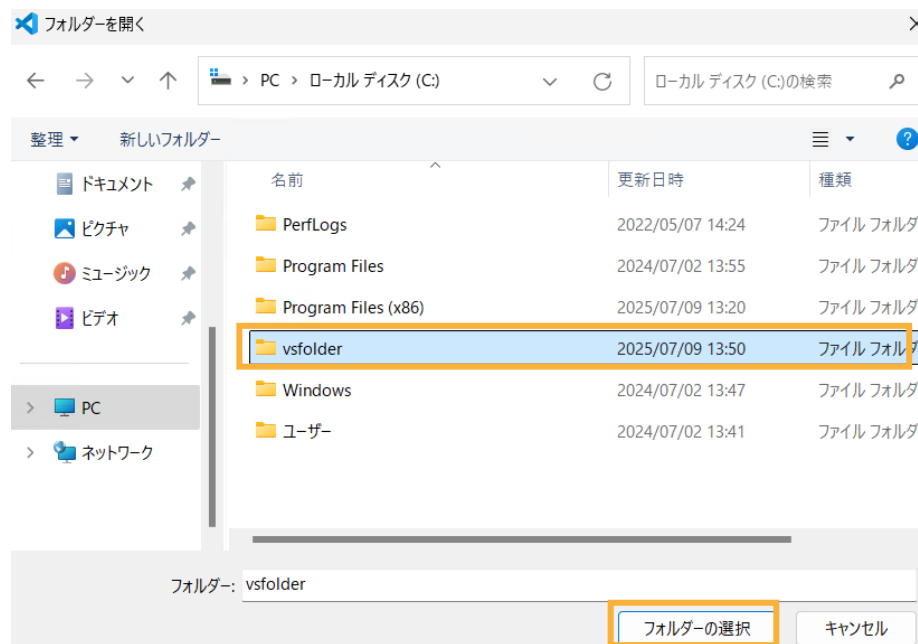 フォルダーを開く
PC › ローカル ディスク (C:)
ローカル ディスク (C:)の検索
整理 新しいフォルダー
ドキュメント
ピクチャ
ミュージック
ビデオ
PC
ネットワーク
名前 更新日時 種類
PerfLogs 2022/05/07 14:24 ファイル フォルダ
Program Files 2024/07/02 13:55 ファイル フォルダ
Program Files (x86) 2025/07/09 13:20 ファイル フォルダ
vsfolder 2025/07/09 13:50 ファイル フォルダ
Windows 2024/07/02 13:47 ファイル フォルダ
ユーザー 2024/07/02 13:41 ファイル フォルダ
フォルダー: vsfolder
フォルダーの選択 キャンセル